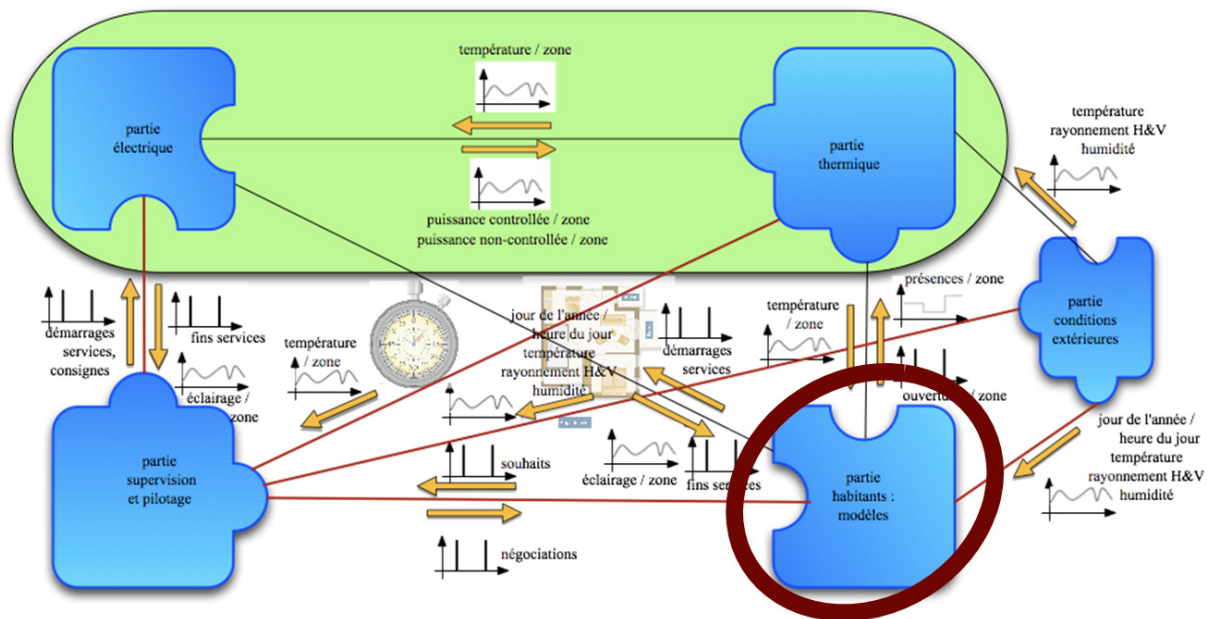 température / zone
partie
électrique
partie
thermique
puissance controllée / zone
puissance non-controllée / zone
température
rayonnement H&V
humidité
partie
conditions
extérieures
démarrages
services,
consignes
fins services
éclairage /
zone
température
/ zone
jour de l'année /
heure du jour
température
rayonnement H&V
humidité
démarrages
services
température
/ zone
présences / zone
ouvertu / zone
partie
supervision
et pilotage
souhaits
négociations
éclairage / zone
fins services
partie
habitants :
modèles
jour de l'année /
heure du jour
température
rayonnement H&V
humidité